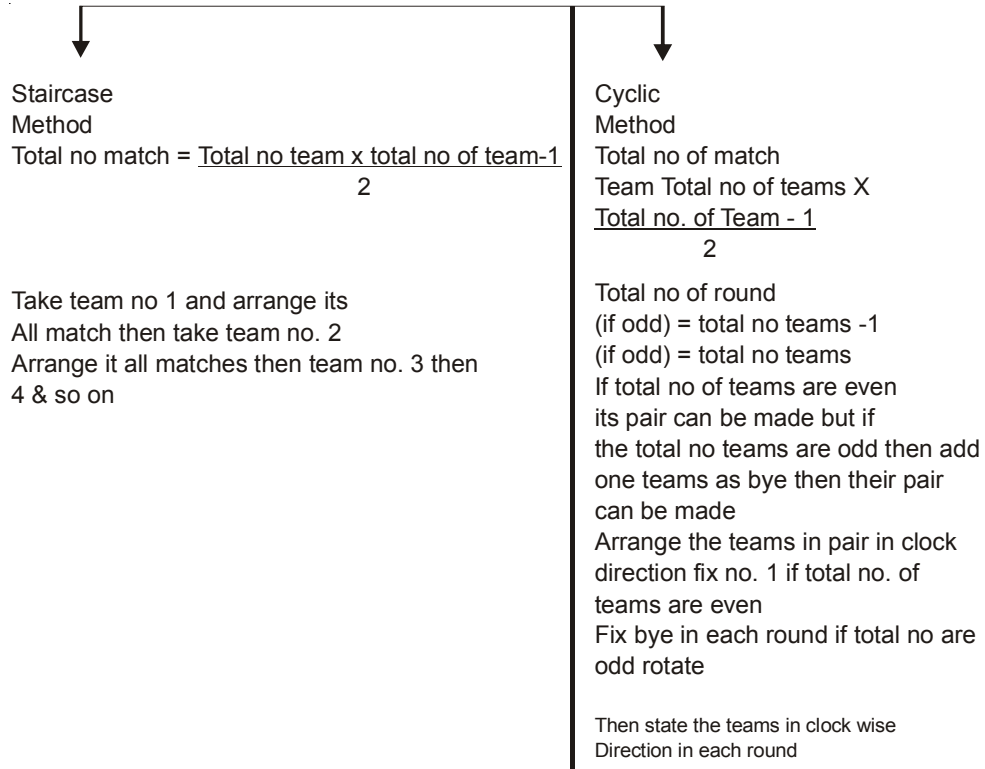 Staircase
Method
Total no match = Total no team x total no of team-1
2
Take team no 1 and arrange its
All match then take team no. 2
Arrange it all matches then team no. 3 then
4 & so on
Cyclic
Method
Total no of match
Team Total no of teams X
Total no. of Team - 1
2
Total no of round
(if odd) = total no teams -1
(if odd) = total no teams
If total no of teams are even
its pair can be made but if
the total no teams are odd then add
one teams as bye then their pair
can be made
Arrange the teams in pair in clock
direction fix no. 1 if total no. of
teams are even
Fix bye in each round if total no are
odd rotate
Then state the teams in clock wise
Direction in each round